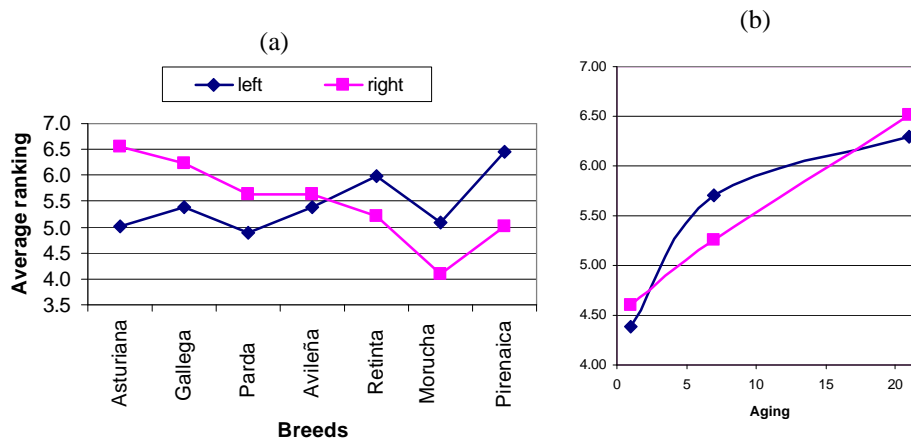 (a)
left right
Average ranking
7.0
6.5
6.0
5.5
5.0
4.5
4.0
3.5
Asturiana
Gallega
Parda
Avileña
Retinta
Morucha
Pirenaica
Breeds
(b)
7.00
6.50
6.00
5.50
5.00
4.50
4.00
0 5 10 15 20
Aging